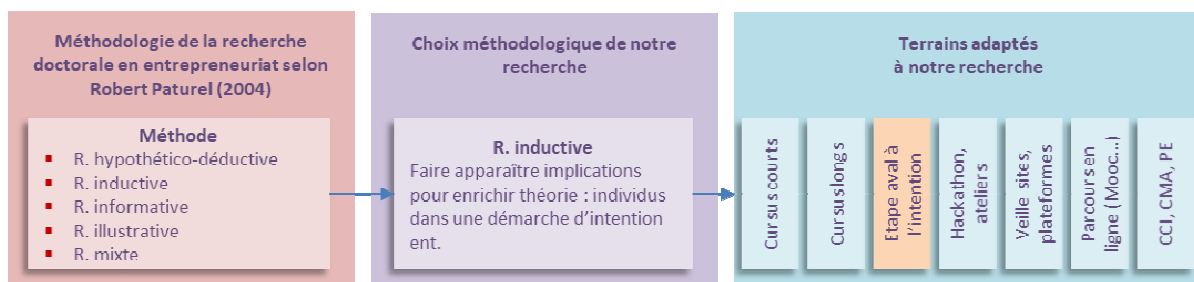 Méthodologie de la recherche
doctorale en entrepreneuriat selon
Robert Paturel (2004)
Méthode
R. hypothético-déductive
R. inductive
R. informative
R. illustrative
R. mixte
Choix méthodologique de notre
recherche
R. inductive
Faire apparaître implications
pour enrichir théorie : individus
dans une démarche d'intention
ent.
Terrains adaptés
à notre recherche
Cursus courts
Cursus longs
Etape aval à
l'intention
Hackathon,
ateliers
Veille sites,
plateformes
Parcours en
ligne (Mooc...)
CCI, CMA, PE